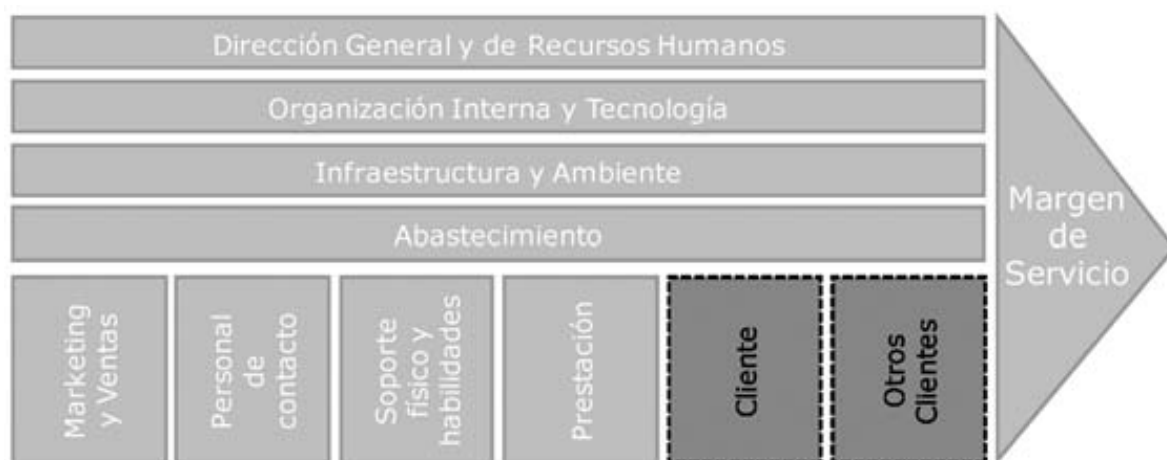 Dirección General y de Recursos Humanos
Organización Interna y Tecnología
Infraestructura y Ambiente
Abastecimiento
Margen
de
Servicio
Marketing
y Ventas
Personal
de
contacto
Soporte
físico y
habilidades
Prestación
Cliente
Otros
Clientes